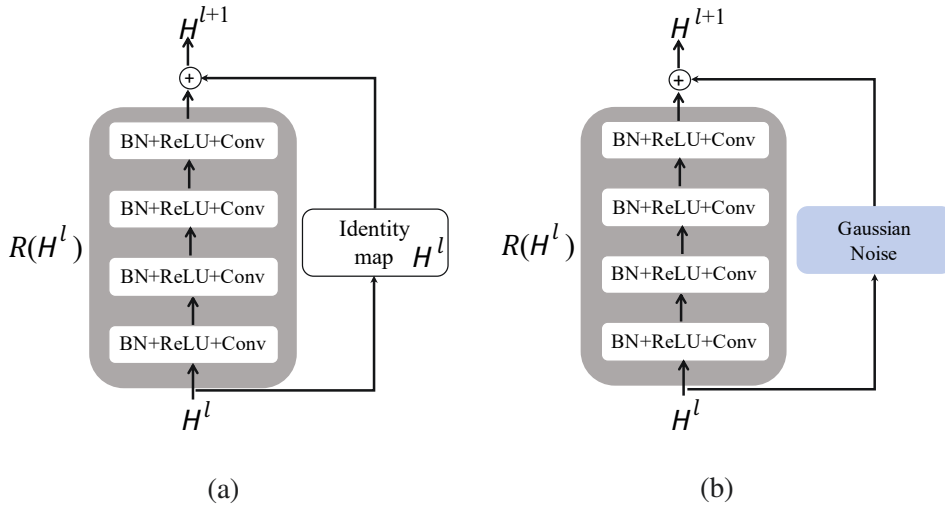 H^{l+1}
+
BN+ReLU+Conv
BN+ReLU+Conv
BN+ReLU+Conv
BN+ReLU+Conv
R(H^l)
Identity
map H^l
H^l
(a)
H^{l+1}
+
BN+ReLU+Conv
BN+ReLU+Conv
BN+ReLU+Conv
BN+ReLU+Conv
R(H^l)
Gaussian
Noise
H^l
(b)